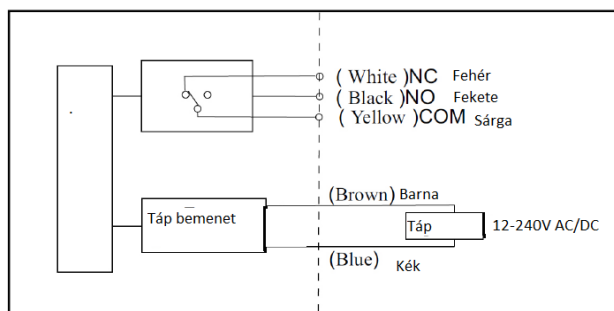 ( White )NC Fehér
( Black )NO Fekete
( Yellow )COM Sárga
(Brown) Barna
Táp bemenet
Táp 12-240V AC/DC
(Blue) Kék